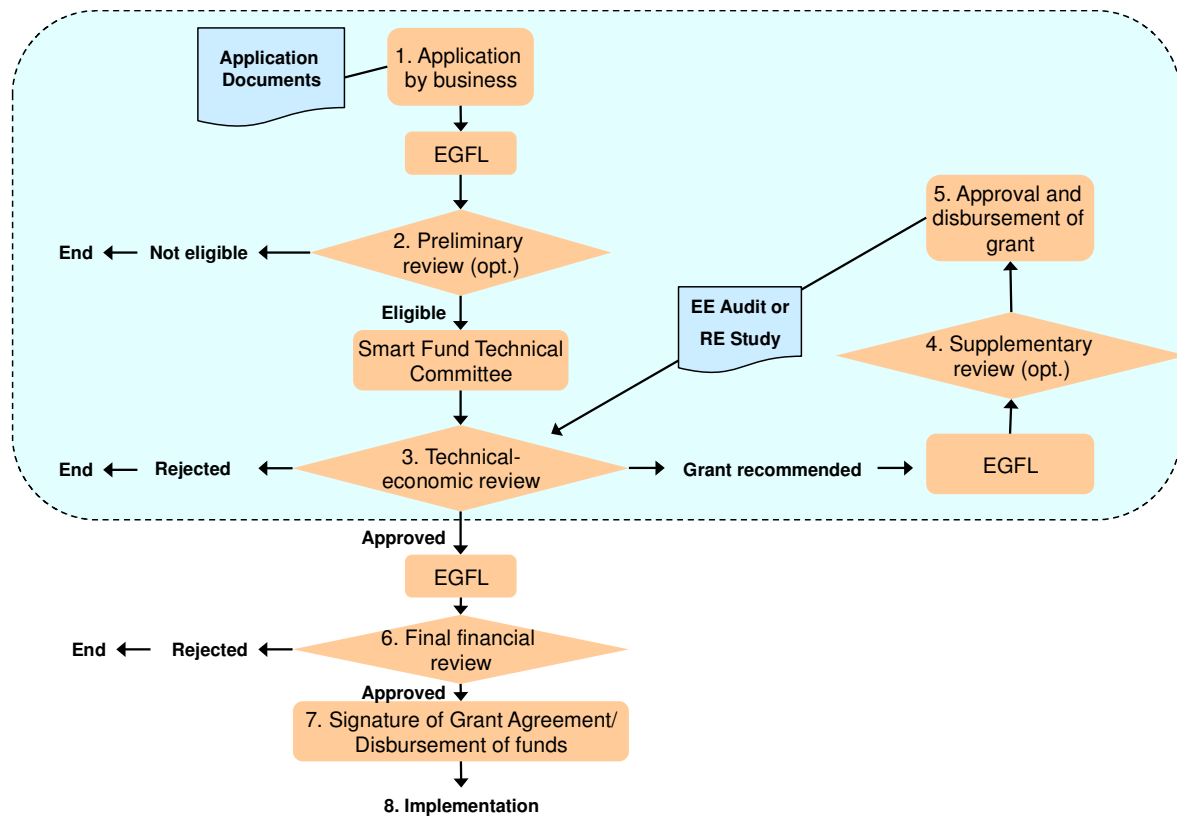 Application
Documents
1. Application
by business
EGFL
2. Preliminary
review (opt.)
Not eligible
End
Eligible
Smart Fund Technical
Committee
3. Technical-
economic review
Rejected
End
Grant recommended
EGFL
4. Supplementary
review (opt.)
5. Approval and
disbursement of
grant
EE Audit or
RE Study
Approved
EGFL
6. Final financial
review
Rejected
End
Approved
7. Signature of Grant Agreement/
Disbursement of funds
8. Implementation